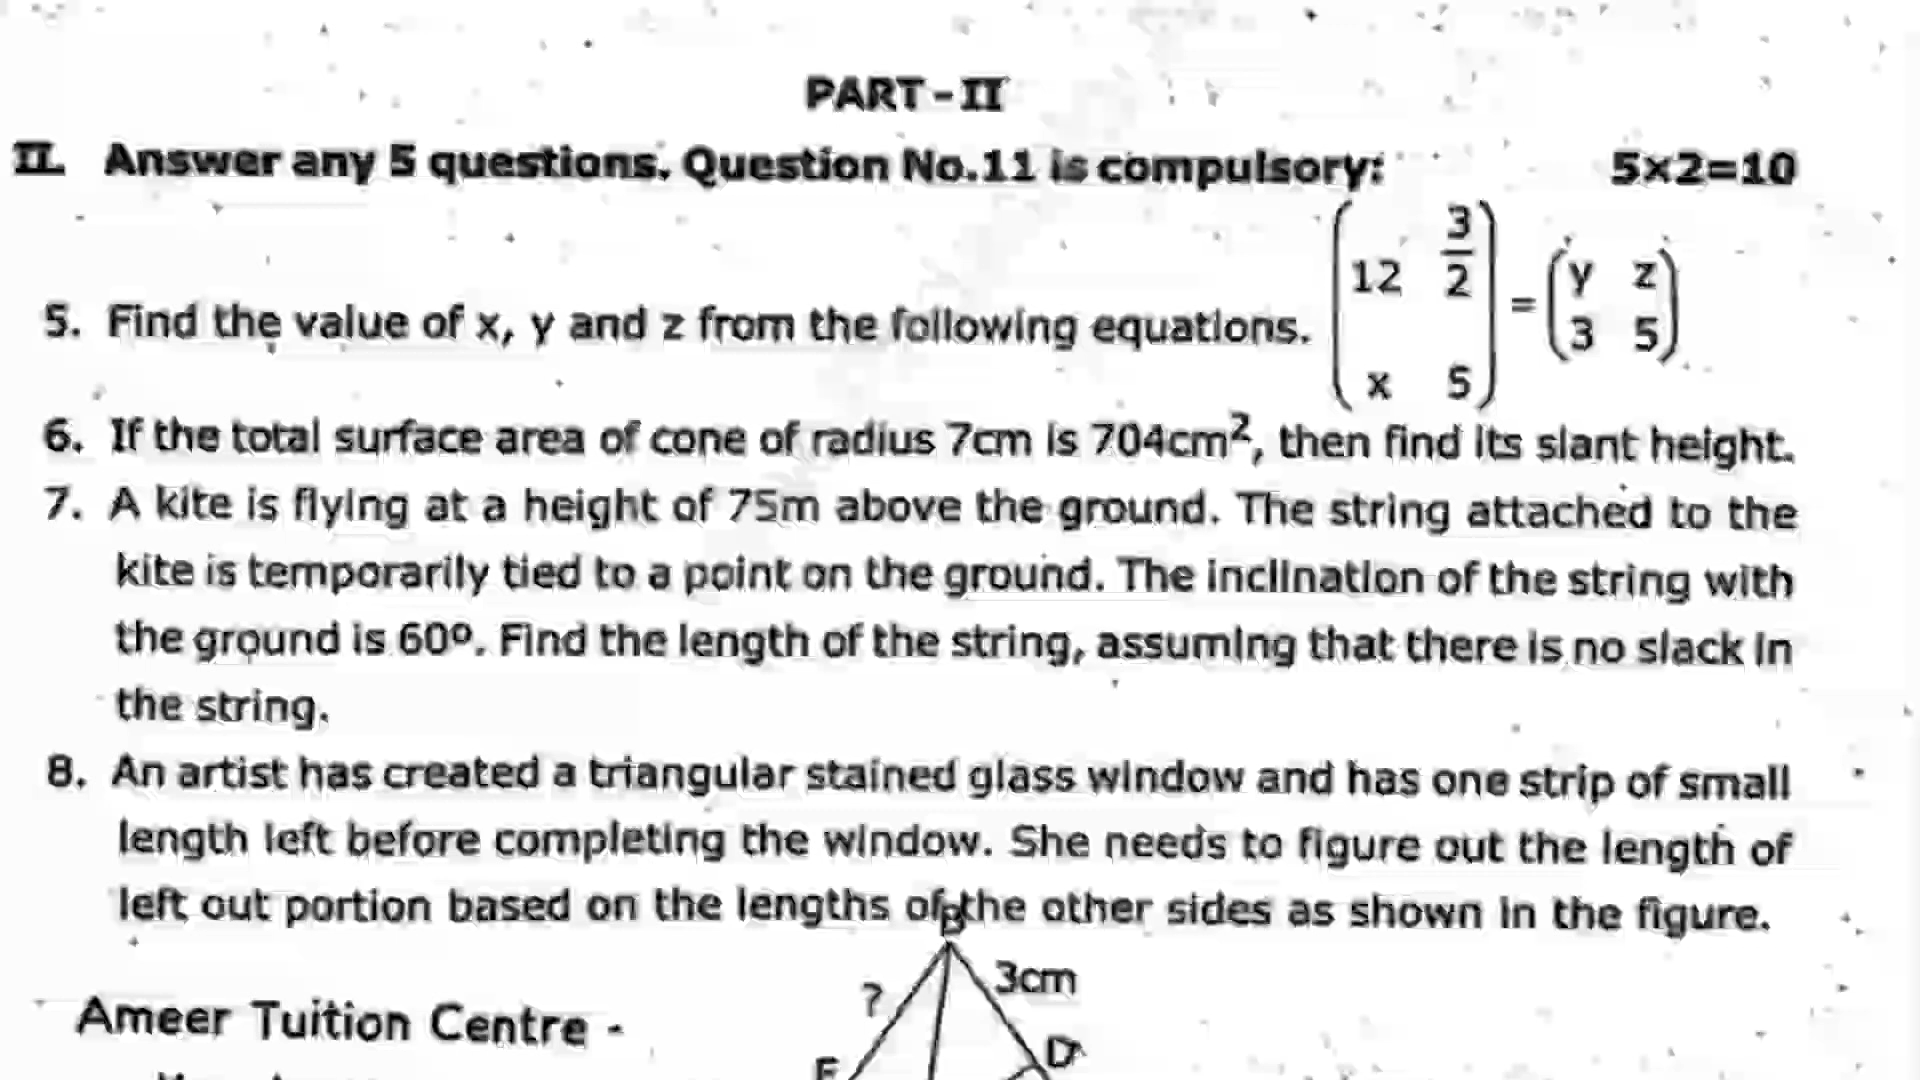 PART - II
II. Answer any 5 questions. Question No.11 is compulsory: 5×2=10
5. Find the value of x, y and z from the following equations. (12 3/2 x 5) = (y z 3 5)
6. If the total surface area of cone of radius 7cm is 704cm², then find its slant height.
7. A kite is flying at a height of 75m above the ground. The string attached to the
kite is temporarily tied to a point on the ground. The inclination of the string with
the ground is 60º. Find the length of the string, assuming that there is no slack in
the string.
8. An artist has created a triangular stained glass window and has one strip of small
length left before completing the window. She needs to figure out the length of
left out portion based on the lengths of the other sides as shown in the figure.
B
3cm
?
D
Ameer Tuition Centre -